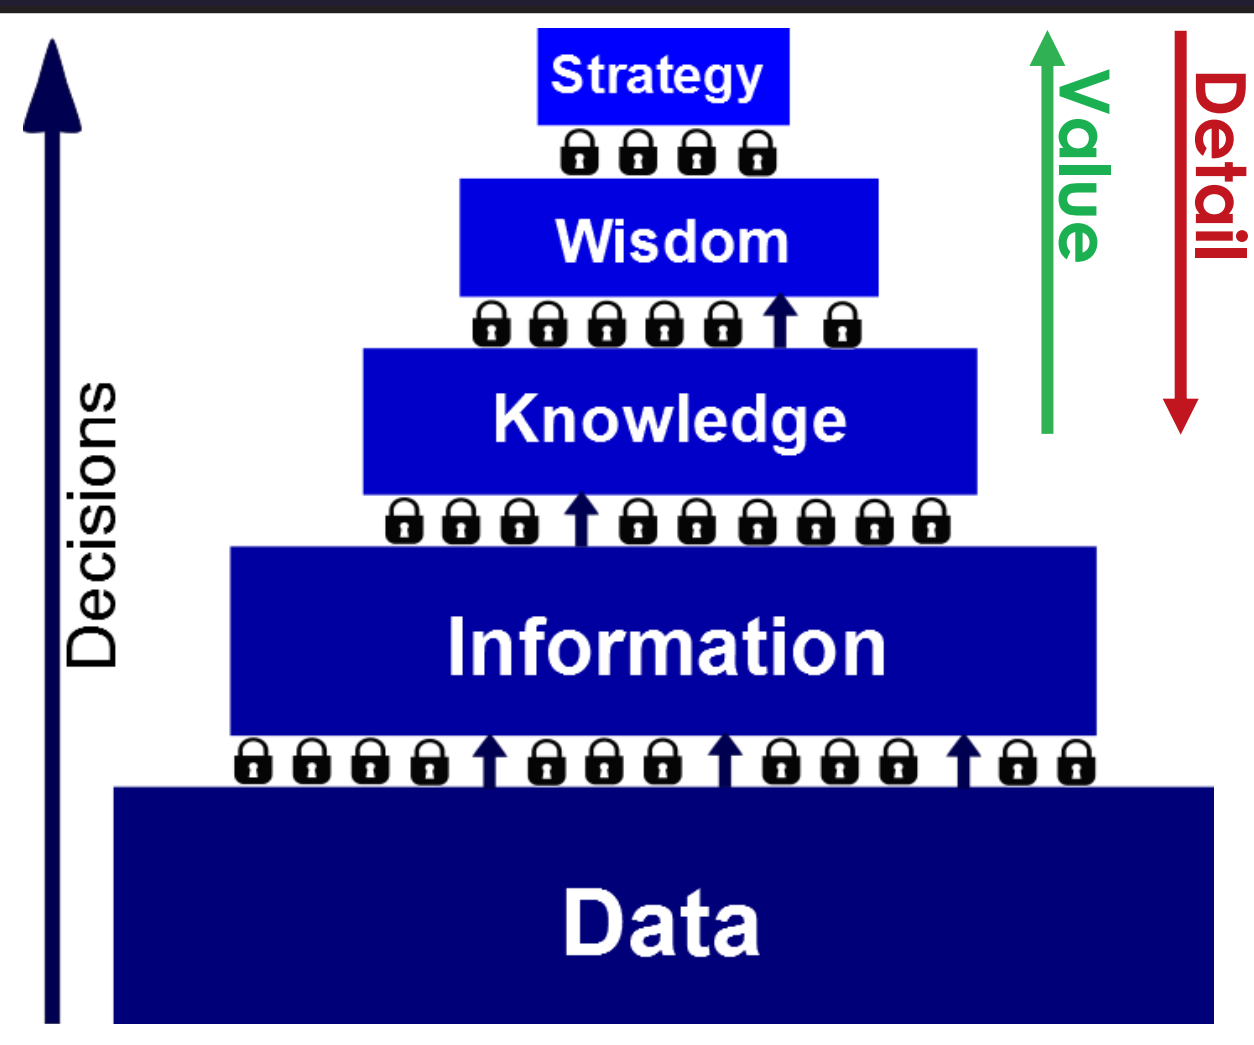 Strategy
Wisdom
Knowledge
Information
Data
Decisions
Value
Detail